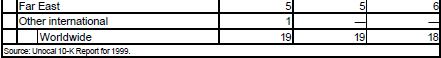 Far East 5 5 6
Other international 1 — —
Worldwide 19 19 18
Source: Unocal 10-K Report for 1999.